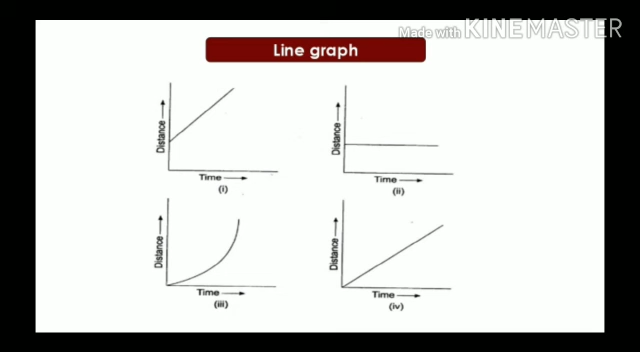 Made with KINEMASTER
Line graph
Distance
Time
(i)
Distance
Time
(ii)
Distance
Time
(iii)
Distance
Time
(iv)